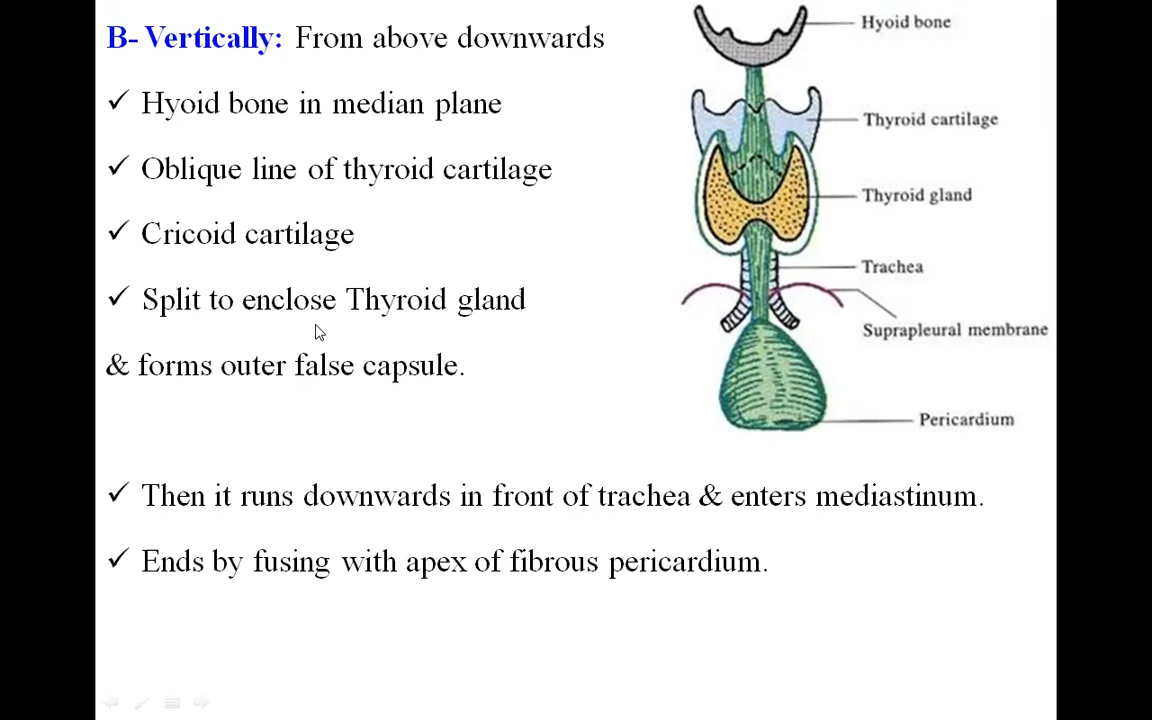 B- Vertically: From above downwards
✓ Hyoid bone in median plane
✓ Oblique line of thyroid cartilage
✓ Cricoid cartilage
✓ Split to enclose Thyroid gland
& forms outer false capsule.
✓ Then it runs downwards in front of trachea & enters mediastinum.
✓ Ends by fusing with apex of fibrous pericardium.
Hyoid bone
Thyroid cartilage
Thyroid gland
Trachea
Suprapleural membrane
Pericardium